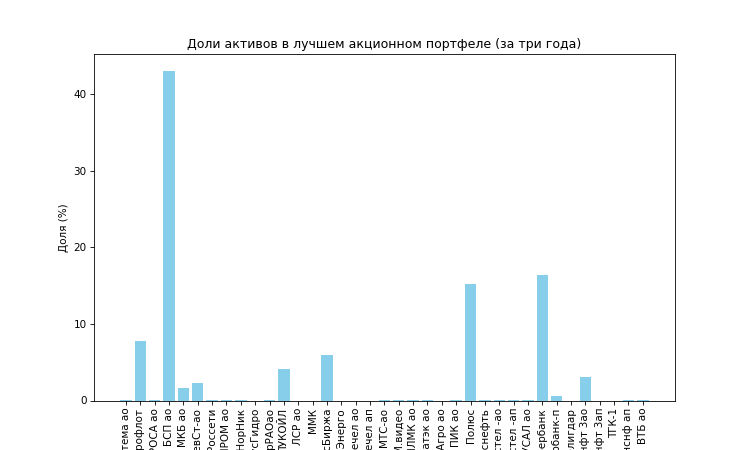 Доли активов в лучшем акционном портфеле (за три года)
Доля (%)
40
30
20
10
0
тема ао
рофлот
РОСА ао
БСП ао
МКБ ао
евСт-ао
Россети
ПРОМ ао
НорНик
сГидро
рРАОао
ЛУКОЙЛ
ЛСР ао
ММК
сБиржа
Энерго
ечел ао
ечел ап
МТС-ао
М.видео
ЛМК ао
атэк ао
Агро ао
ПИК ао
Полюс
снефть
стел -ао
стел -ап
УСАЛ ао
ербанк
рбанк-п
лигдар
нфт 3ао
нфт 3ап
ТГК-1
нснф ап
ВТБ ао